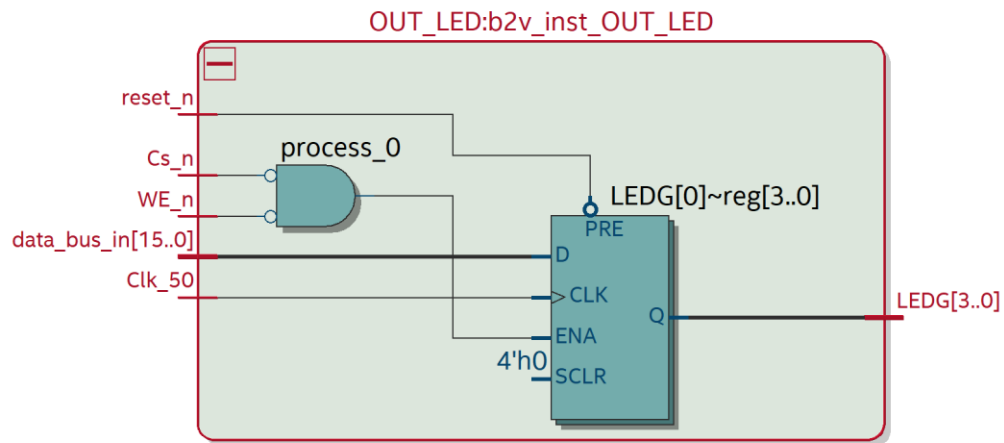 OUT_LED:b2v_inst_OUT_LED
reset_n
process_0
Cs_n
LEDG[0]~reg[3..0]
WE_n
PRE
data_bus_in[15..0]
D
Clk_50
CLK
LEDG[3..0]
Q
ENA
4'h0
SCLR